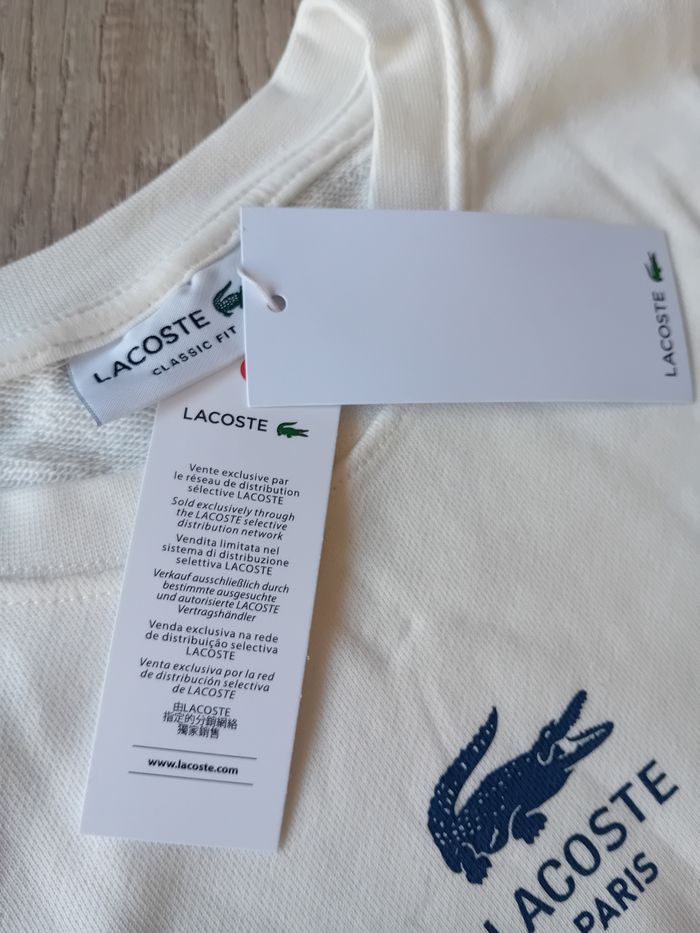 LACOSTE
CLASSIC FIT
LACOSTE
LACOSTE
Vente exclusive par
le réseau de distribution
sélective LACOSTE
Sold exclusively through
the LACOSTE selective
distribution network
Vendita limitata nel
sistema di distribuzione
selettiva LACOSTE
Verkauf ausschließlich durch
bestimmte ausgesuchte
und autorisierte LACOSTE
Vertragshändler
Venda exclusiva na rede
de distribuição selectiva
LACOSTE
Venta exclusiva por la red
de distribución selectiva
de LACOSTE
由LACOSTE
指定的分銷網絡
獨家銷售
www.lacoste.com
LACOSTE
PARIS